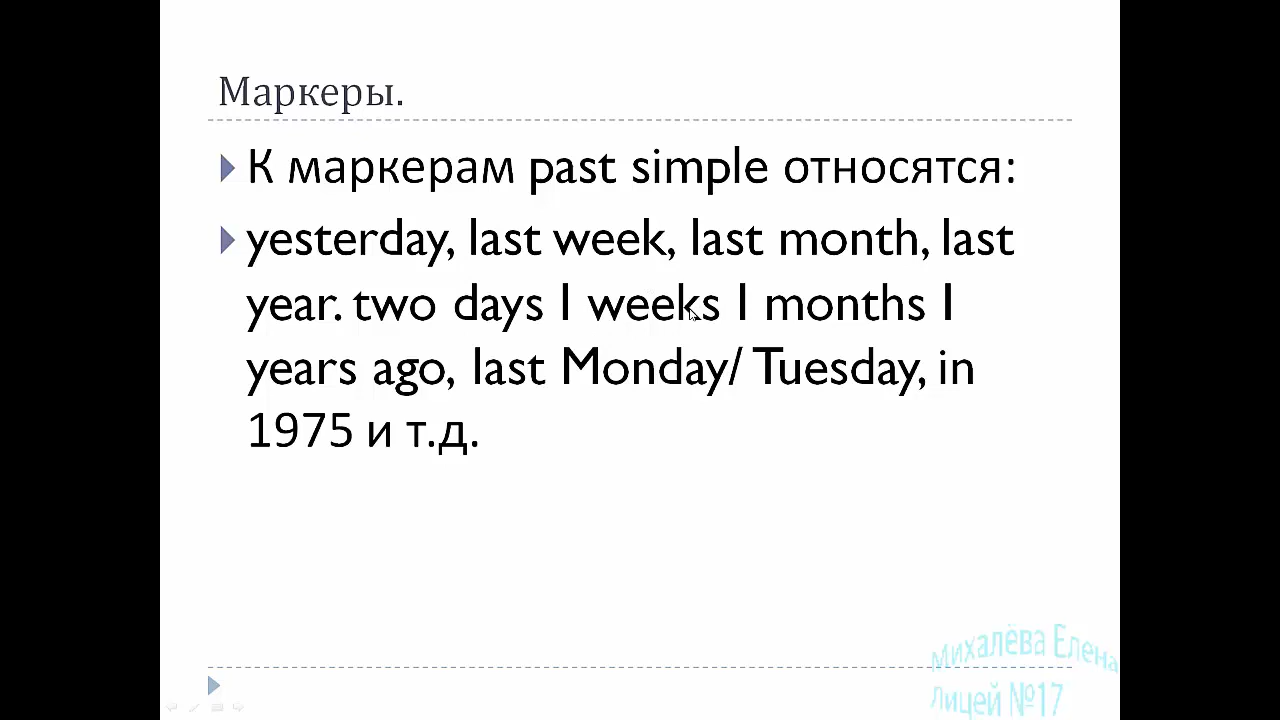 Маркеры.
К маркерам past simple относятся:
yesterday, last week, last month, last
year. two days I weeks I months I
years ago, last Monday/ Tuesday, in
1975 и т.д.
Михалёва Елена
Лицей №17